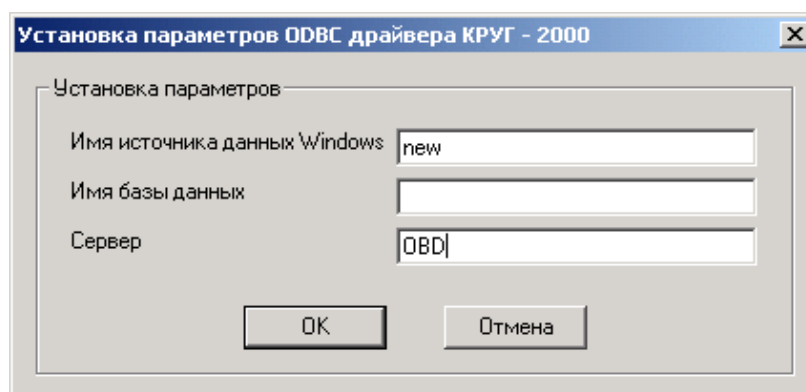 Установка параметров ODBC драйвера КРУГ - 2000
Установка параметров
Имя источника данных Windows
new
Имя базы данных
Сервер
OBD
OK
Отмена